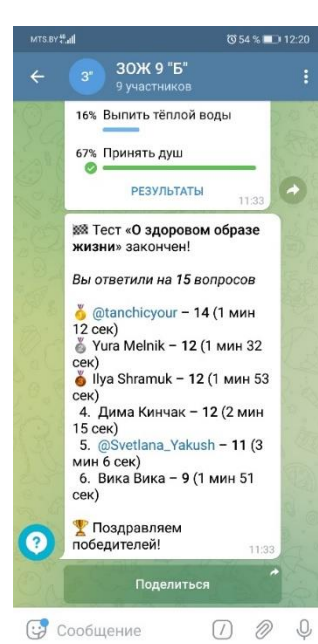 MTS.BY
54 % 12:20
З"
ЗОЖ 9 "Б"
9 участников
16% Выпить тёплой воды
67% Принять душ
РЕЗУЛЬТАТЫ
11:33
Тест «О здоровом образе
жизни» закончен!
Вы ответили на 15 вопросов
@tanchicyour – 14 (1 мин
12 сек)
Yura Melnik – 12 (1 мин 32
сек)
Ilya Shramuk – 12 (1 мин 53
сек)
4. Дима Кинчак – 12 (2 мин
15 сек)
5. @Svetlana_Yakush – 11 (3
мин 6 сек)
6. Вика Вика – 9 (1 мин 51
сек)
Поздравляем
победителей!
11:33
?
Поделиться
Сообщение